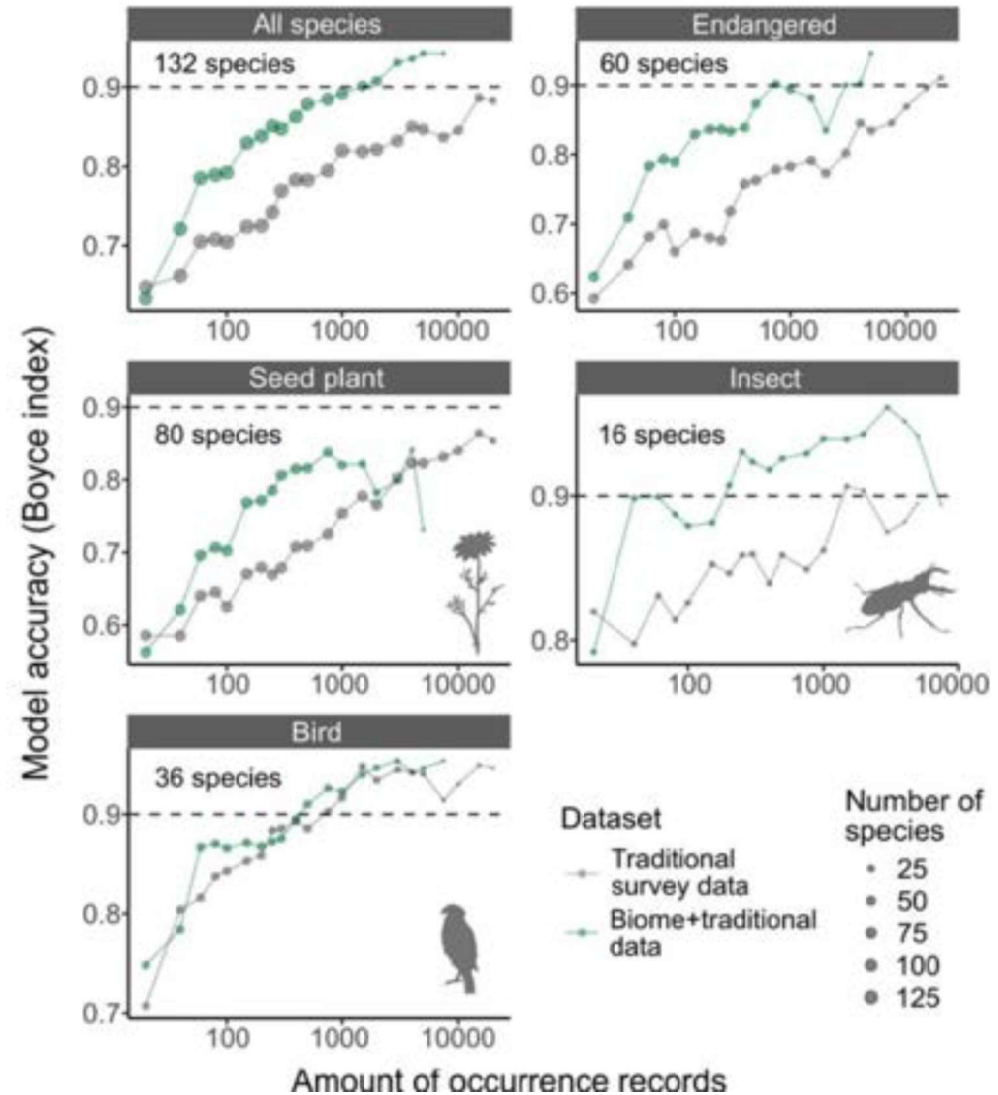 All species
132 species
0.9
0.8
0.7
100 1000 10000
Endangered
60 species
0.9
0.8
0.7
0.6
100 1000 10000
Model accuracy (Boyce index)
Seed plant
0.9
80 species
0.8
0.7
0.6
100 1000 10000
Insect
16 species
0.9
0.8
100 1000 10000
Bird
36 species
0.9
0.8
0.7
100 1000 10000
Dataset
Traditional
survey data
Biome+traditional
data
Number of
species
25
50
75
100
125
Amount of occurrence records